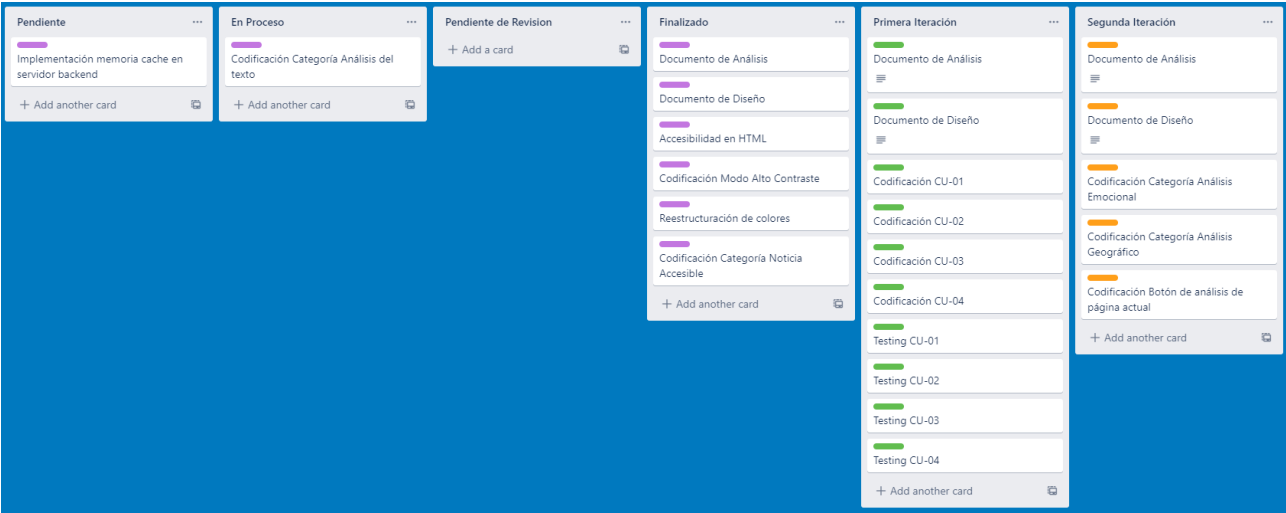 Pendiente
Implementación memoria cache en
servidor backend
Add another card
En Proceso
Codificación Categoría Análisis del
texto
Add another card
Pendiente de Revision
Add a card
Finalizado
Documento de Análisis
Documento de Diseño
Accesibilidad en HTML
Codificación Modo Alto Contraste
Reestructuración de colores
Codificación Categoría Noticia
Accesible
Add another card
Primera Iteración
Documento de Análisis
Documento de Diseño
Codificación CU-01
Codificación CU-02
Codificación CU-03
Codificación CU-04
Testing CU-01
Testing CU-02
Testing CU-03
Testing CU-04
Add another card
Segunda Iteración
Documento de Análisis
Documento de Diseño
Codificación Categoría Análisis
Emocional
Codificación Categoría Análisis
Geográfico
Codificación Botón de análisis de
página actual
Add another card